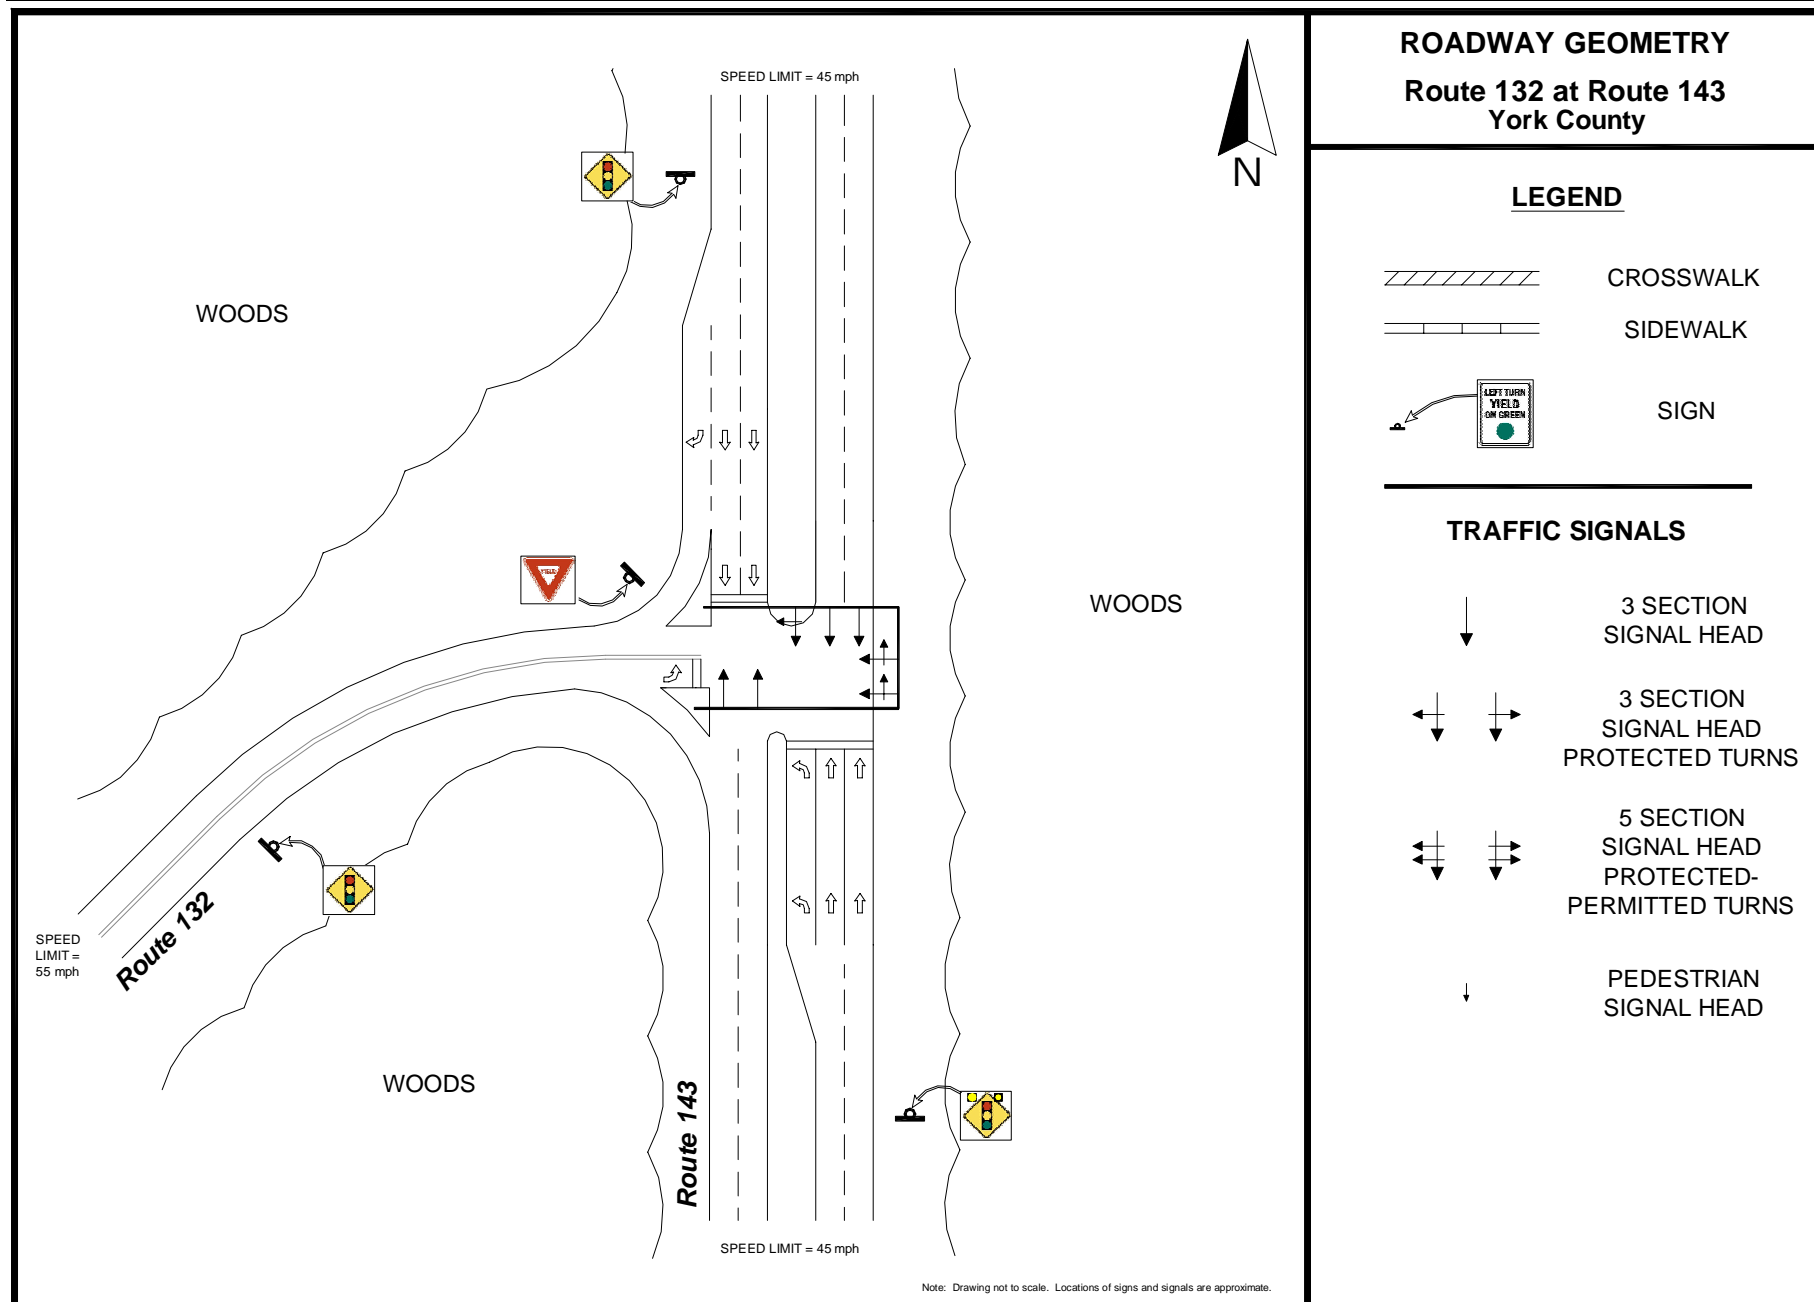 SPEED LIMIT = 45 mph
N
WOODS
WOODS
YIELD
SPEED
LIMIT =
55 mph
Route 132
WOODS
Route 143
SPEED LIMIT = 45 mph
Note: Drawing not to scale. Locations of signs and signals are approximate.
ROADWAY GEOMETRY
Route 132 at Route 143
York County
LEGEND
CROSSWALK
SIDEWALK
LEFT TURN
YIELD
ON GREEN
SIGN
TRAFFIC SIGNALS
3 SECTION
SIGNAL HEAD
3 SECTION
SIGNAL HEAD
PROTECTED TURNS
5 SECTION
SIGNAL HEAD
PROTECTED-
PERMITTED TURNS
PEDESTRIAN
SIGNAL HEAD